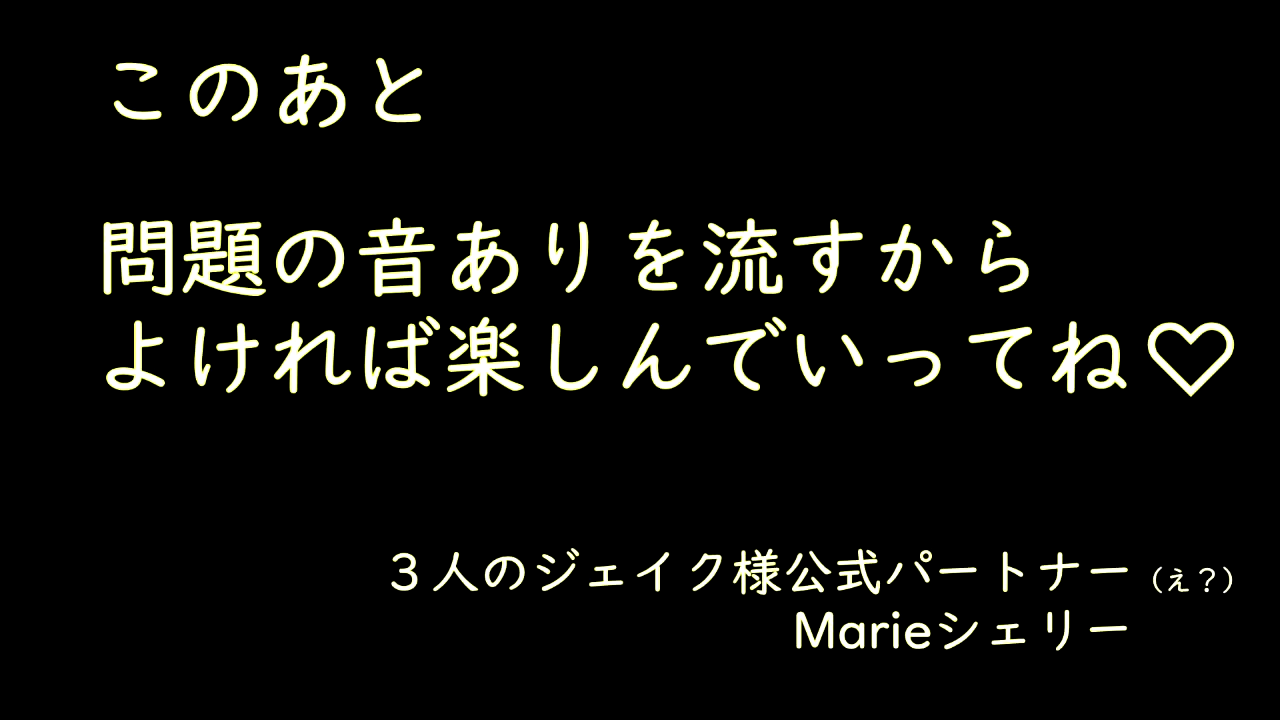 このあと
問題の音ありを流すから
よければ楽しんでいってね♡
３人のジェイク様公式パートナー（え？）
Marieシェリー